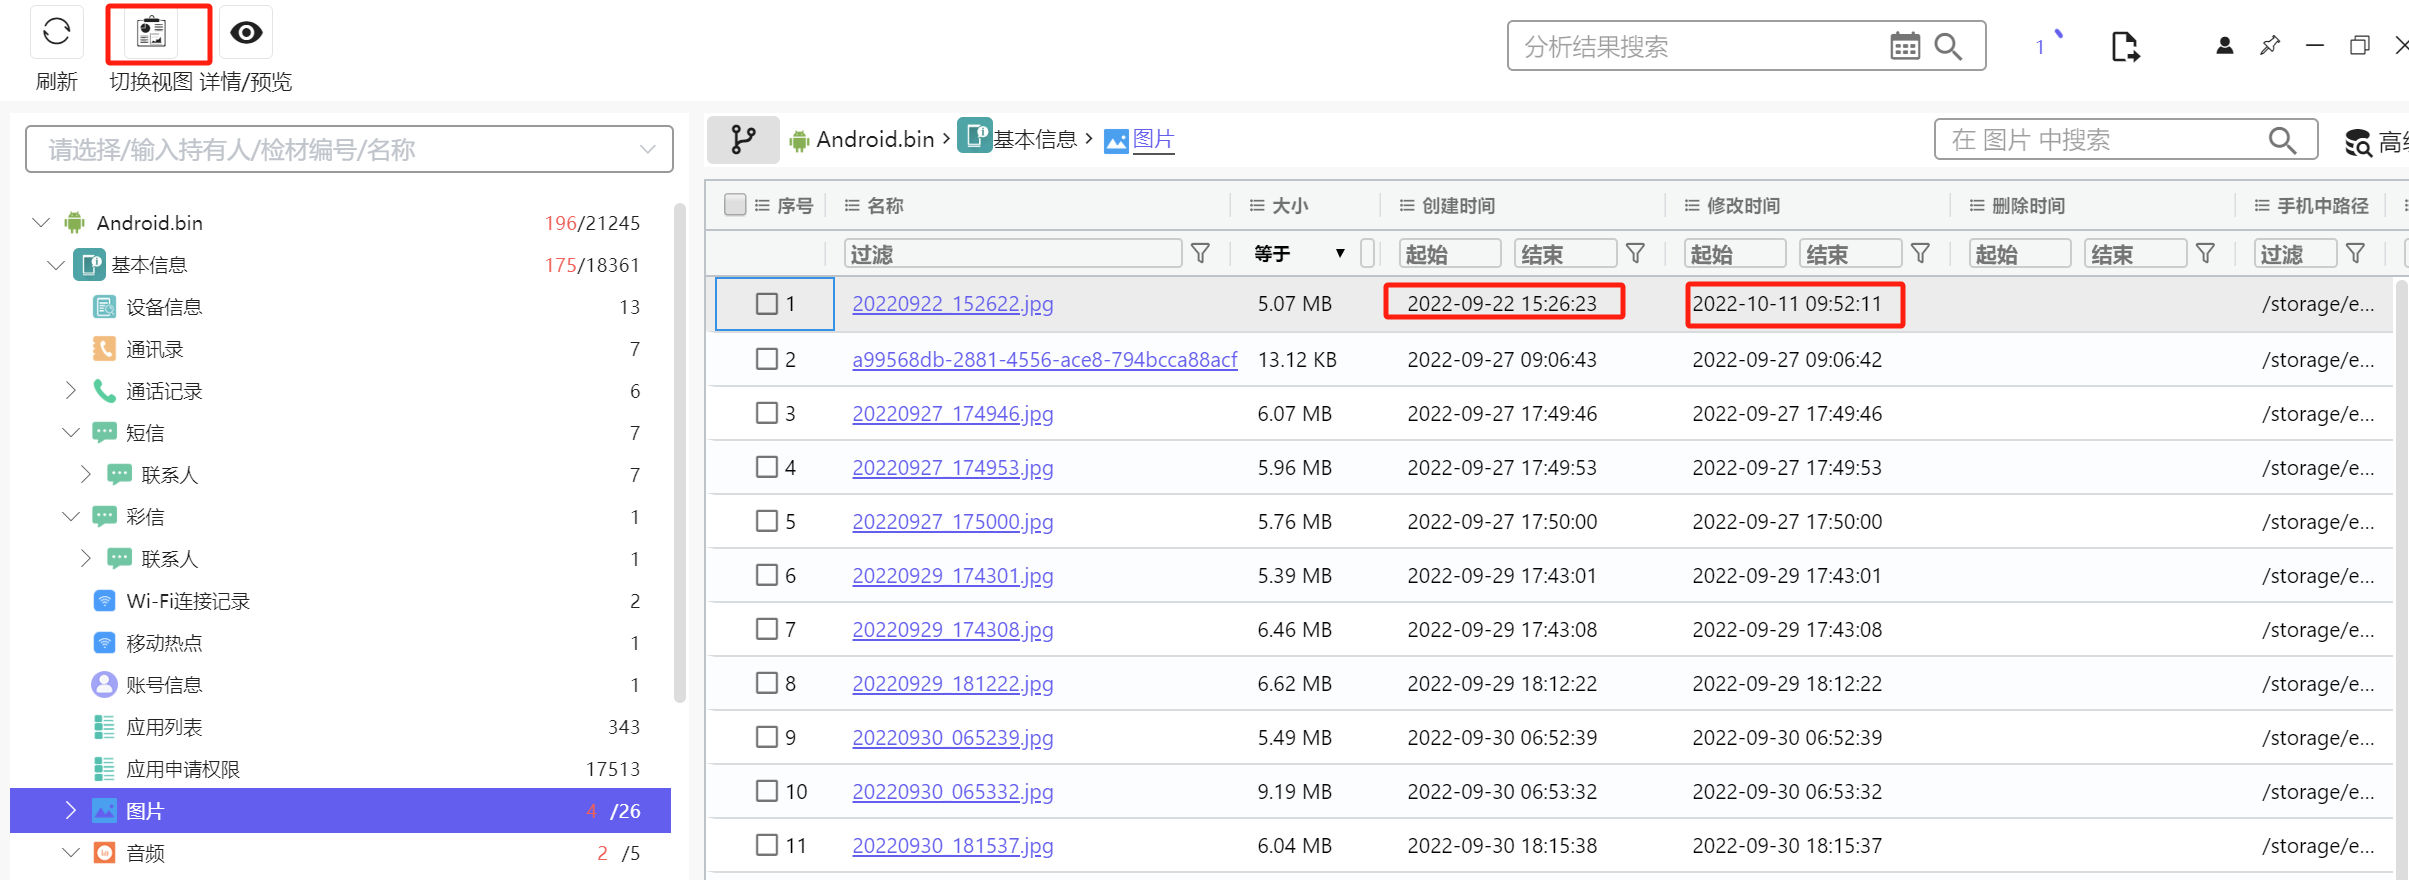 刷新 切换视图 详情/预览
分析结果搜索
1
请选择/输入持有人/检材编号/名称
Android.bin 196/21245
基本信息 175/18361
设备信息 13
通讯录 7
通话记录 6
短信 7
联系人 7
彩信 1
联系人 1
Wi-Fi连接记录 2
移动热点 1
账号信息 1
应用列表 343
应用申请权限 17513
图片 4 /26
音频 2 /5
Android.bin 基本信息 图片
在 图片 中搜索
序号 名称 大小 创建时间 修改时间 删除时间 手机中路径
过滤 等于 起始 结束 起始 结束 起始 结束 过滤
1 20220922_152622.jpg 5.07 MB 2022-09-22 15:26:23 2022-10-11 09:52:11 /storage/e...
2 a99568db-2881-4556-ace8-794bcca88acf 13.12 KB 2022-09-27 09:06:43 2022-09-27 09:06:42 /storage/e...
3 20220927_174946.jpg 6.07 MB 2022-09-27 17:49:46 2022-09-27 17:49:46 /storage/e...
4 20220927_174953.jpg 5.96 MB 2022-09-27 17:49:53 2022-09-27 17:49:53 /storage/e...
5 20220927_175000.jpg 5.76 MB 2022-09-27 17:50:00 2022-09-27 17:50:00 /storage/e...
6 20220929_174301.jpg 5.39 MB 2022-09-29 17:43:01 2022-09-29 17:43:01 /storage/e...
7 20220929_174308.jpg 6.46 MB 2022-09-29 17:43:08 2022-09-29 17:43:08 /storage/e...
8 20220929_181222.jpg 6.62 MB 2022-09-29 18:12:22 2022-09-29 18:12:22 /storage/e...
9 20220930_065239.jpg 5.49 MB 2022-09-30 06:52:39 2022-09-30 06:52:39 /storage/e...
10 20220930_065332.jpg 9.19 MB 2022-09-30 06:53:32 2022-09-30 06:53:32 /storage/e...
11 20220930_181537.jpg 6.04 MB 2022-09-30 18:15:38 2022-09-30 18:15:37 /storage/e...